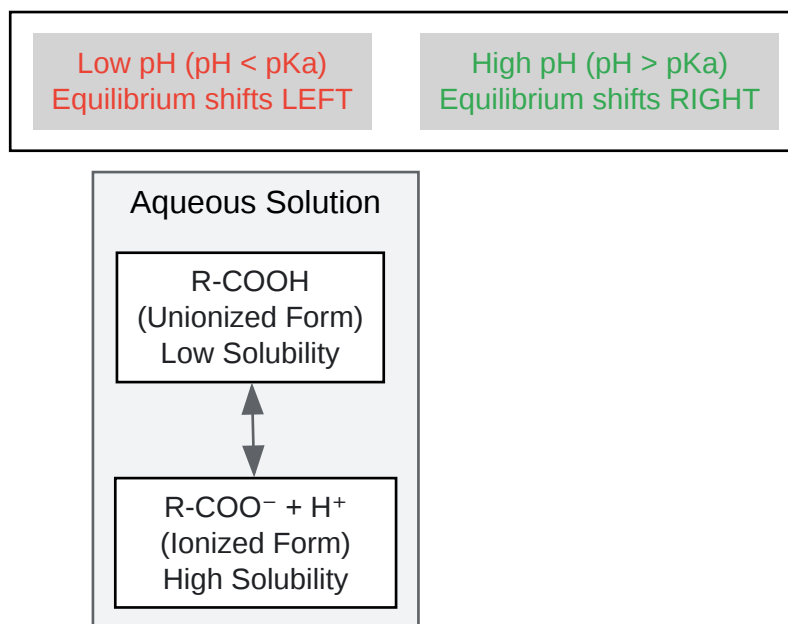 Low pH (pH < pKa)
Equilibrium shifts LEFT
High pH (pH > pKa)
Equilibrium shifts RIGHT
Aqueous Solution
R-COOH
(Unionized Form)
Low Solubility
R-COO⁻ + H⁺
(Ionized Form)
High Solubility